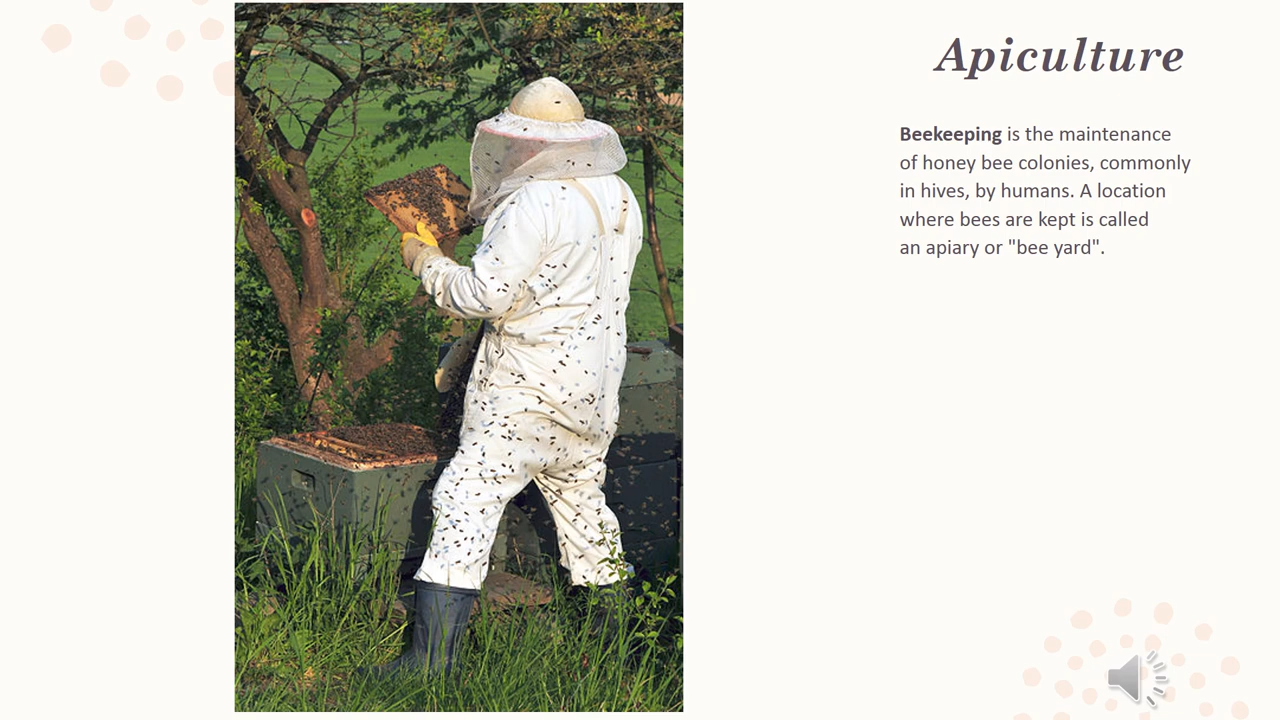 Apiculture
Beekeeping is the maintenance
of honey bee colonies, commonly
in hives, by humans. A location
where bees are kept is called
an apiary or "bee yard".